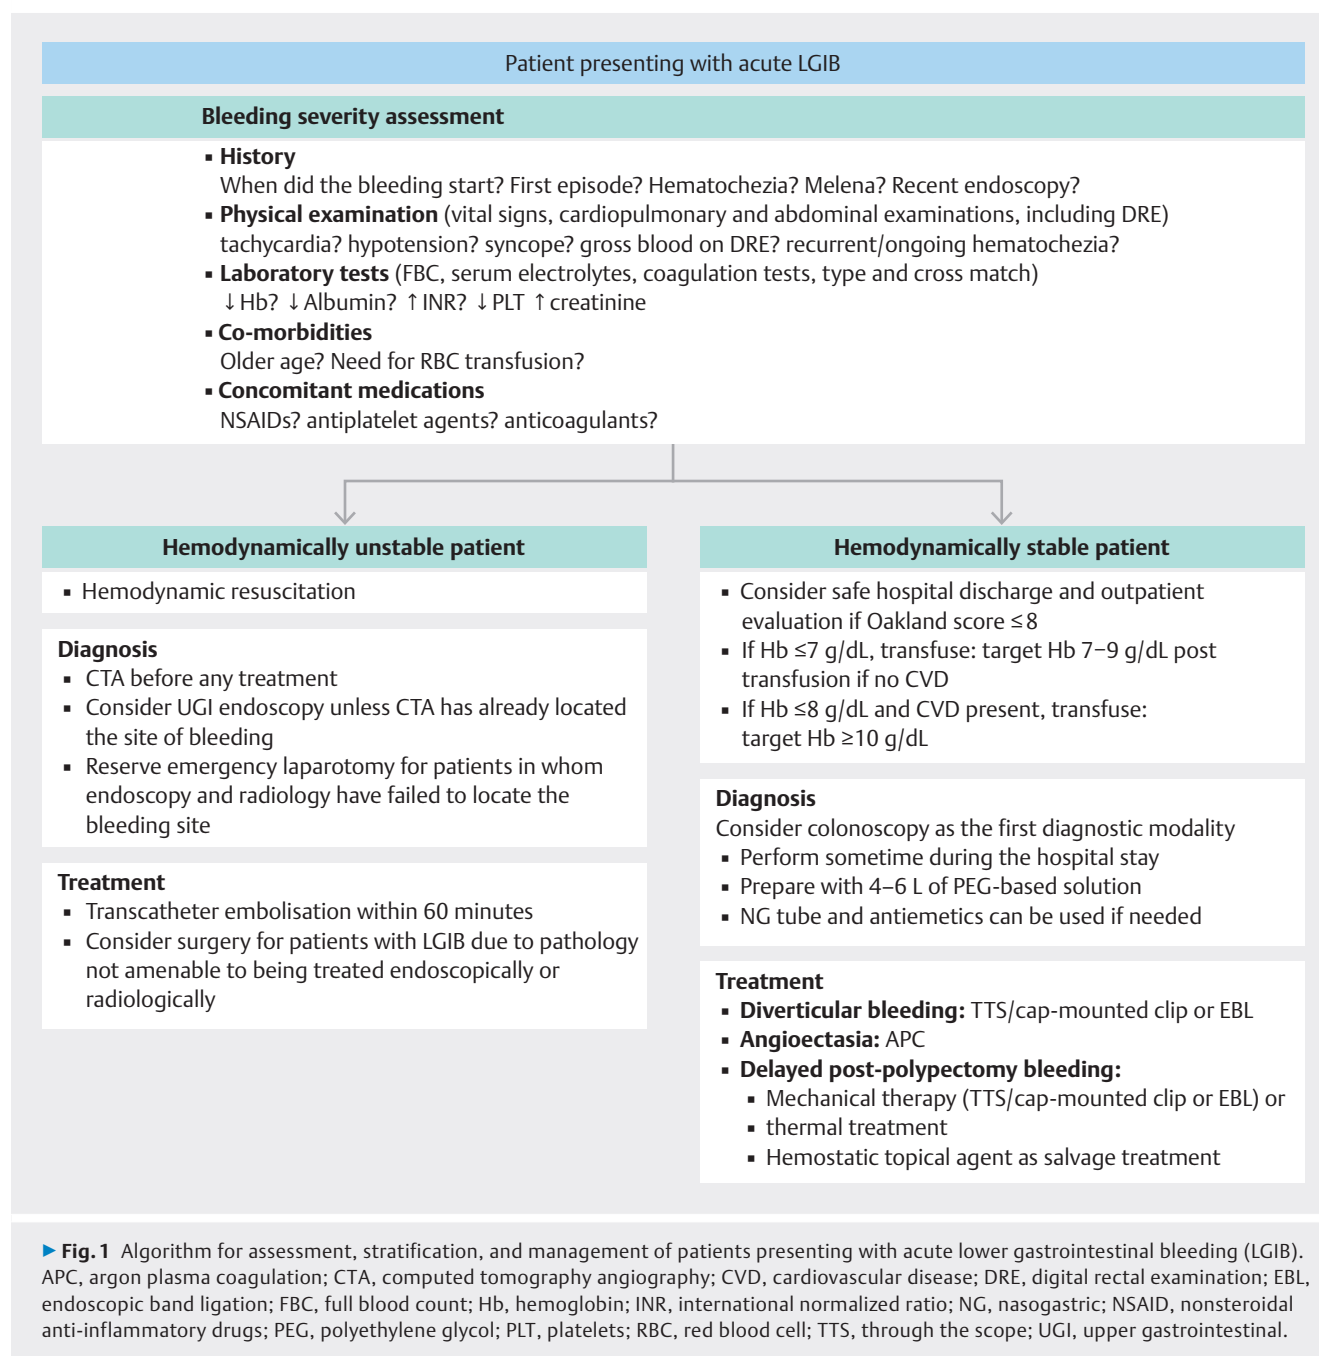 Patient presenting with acute LGIB
Bleeding severity assessment
▪ History
When did the bleeding start? First episode? Hematochezia? Melena? Recent endoscopy?
▪ Physical examination (vital signs, cardiopulmonary and abdominal examinations, including DRE)
tachycardia? hypotension? syncope? gross blood on DRE? recurrent/ongoing hematochezia?
▪ Laboratory tests (FBC, serum electrolytes, coagulation tests, type and cross match)
↓Hb? ↓Albumin? ↑INR? ↓PLT ↑creatinine
▪ Co-morbidities
Older age? Need for RBC transfusion?
▪ Concomitant medications
NSAIDs? antiplatelet agents? anticoagulants?
Hemodynamically unstable patient
▪ Hemodynamic resuscitation
Diagnosis
▪ CTA before any treatment
▪ Consider UGI endoscopy unless CTA has already located
the site of bleeding
▪ Reserve emergency laparotomy for patients in whom
endoscopy and radiology have failed to locate the
bleeding site
Treatment
▪ Transcatheter embolisation within 60 minutes
▪ Consider surgery for patients with LGIB due to pathology
not amenable to being treated endoscopically or
radiologically
Hemodynamically stable patient
▪ Consider safe hospital discharge and outpatient
evaluation if Oakland score ≤8
▪ If Hb ≤7 g/dL, transfuse: target Hb 7–9 g/dL post
transfusion if no CVD
▪ If Hb ≤8 g/dL and CVD present, transfuse:
target Hb ≥10 g/dL
Diagnosis
Consider colonoscopy as the first diagnostic modality
▪ Perform sometime during the hospital stay
▪ Prepare with 4–6 L of PEG-based solution
▪ NG tube and antiemetics can be used if needed
Treatment
▪ Diverticular bleeding: TTS/cap-mounted clip or EBL
▪ Angioectasia: APC
▪ Delayed post-polypectomy bleeding:
▪ Mechanical therapy (TTS/cap-mounted clip or EBL) or
▪ thermal treatment
▪ Hemostatic topical agent as salvage treatment
▶ Fig. 1 Algorithm for assessment, stratification, and management of patients presenting with acute lower gastrointestinal bleeding (LGIB).
APC, argon plasma coagulation; CTA, computed tomography angiography; CVD, cardiovascular disease; DRE, digital rectal examination; EBL,
endoscopic band ligation; FBC, full blood count; Hb, hemoglobin; INR, international normalized ratio; NG, nasogastric; NSAID, nonsteroidal
anti-inflammatory drugs; PEG, polyethylene glycol; PLT, platelets; RBC, red blood cell; TTS, through the scope; UGI, upper gastrointestinal.